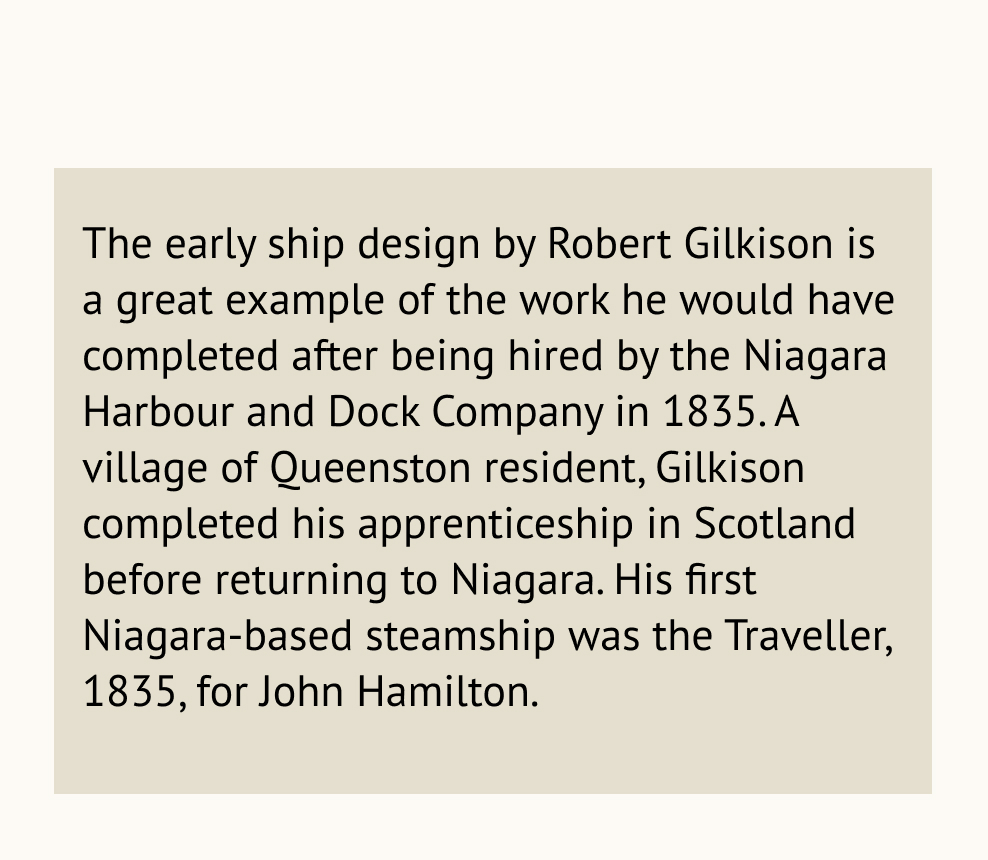 The early ship design by Robert Gilkison is
a great example of the work he would have
completed after being hired by the Niagara
Harbour and Dock Company in 1835. A
village of Queenston resident, Gilkison
completed his apprenticeship in Scotland
before returning to Niagara. His first
Niagara-based steamship was the Traveller,
1835, for John Hamilton.